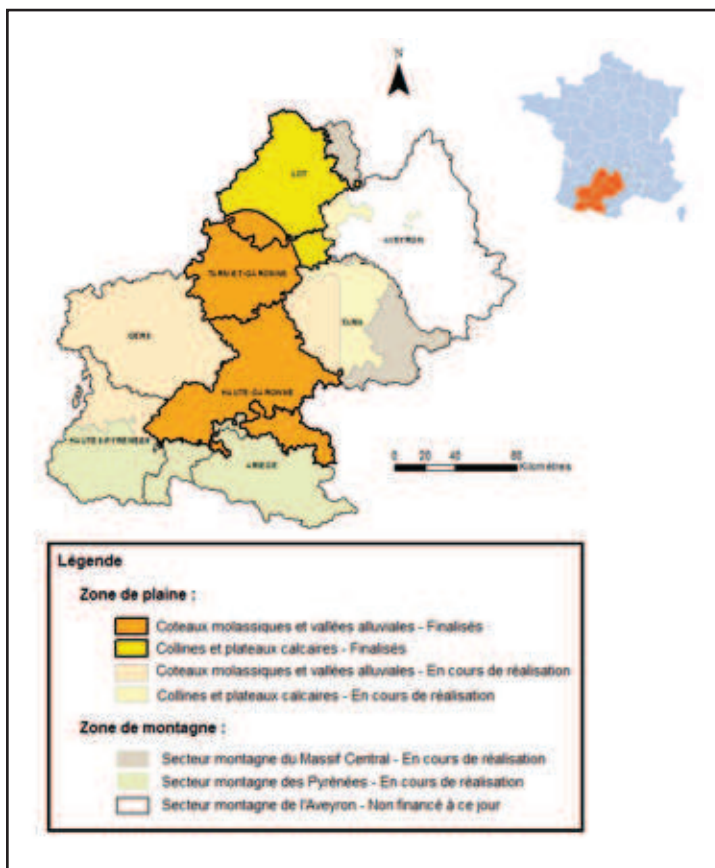 N
LOT
AVEYRON
TARN-ET-GARONNE
GERS
TARN
HAUTE-GARONNE
HAUTES-PYRENEES
ARIEGE
0 20 40 80
Kilomètres
Légende
Zone de plaine :
Coteaux molassiques et vallées alluviales - Finalisés
Collines et plateaux calcaires - Finalisés
Coteaux molassiques et vallées alluviales - En cours de réalisation
Collines et plateaux calcaires - En cours de réalisation
Zone de montagne :
Secteur montagne du Massif Central - En cours de réalisation
Secteur montagne des Pyrénées - En cours de réalisation
Secteur montagne de l'Aveyron - Non financé à ce jour